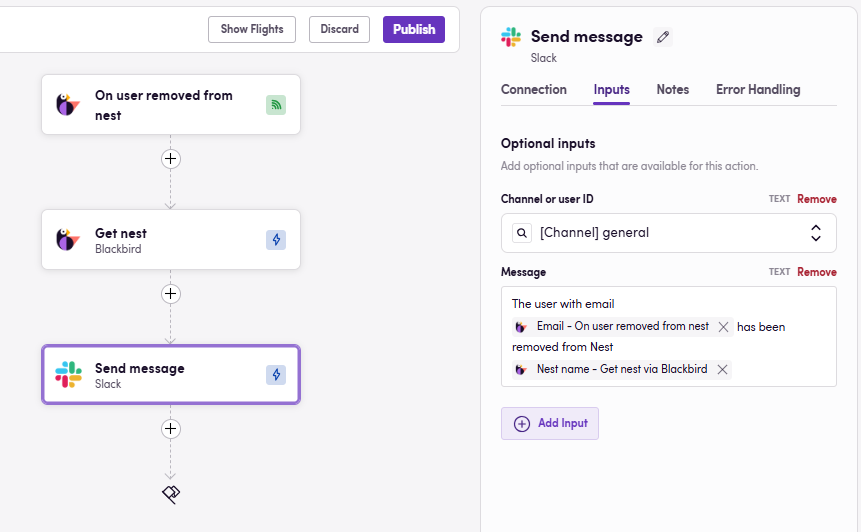 Show Flights
Discard
Publish
On user removed from
nest
Get nest
Blackbird
Send message
Slack
Send message
Slack
Connection
Inputs
Notes
Error Handling
Optional inputs
Add optional inputs that are available for this action.
Channel or user ID
TEXT
Remove
[Channel] general
Message
TEXT
Remove
The user with email
Email - On user removed from nest
has been
removed from Nest
Nest name - Get nest via Blackbird
Add Input